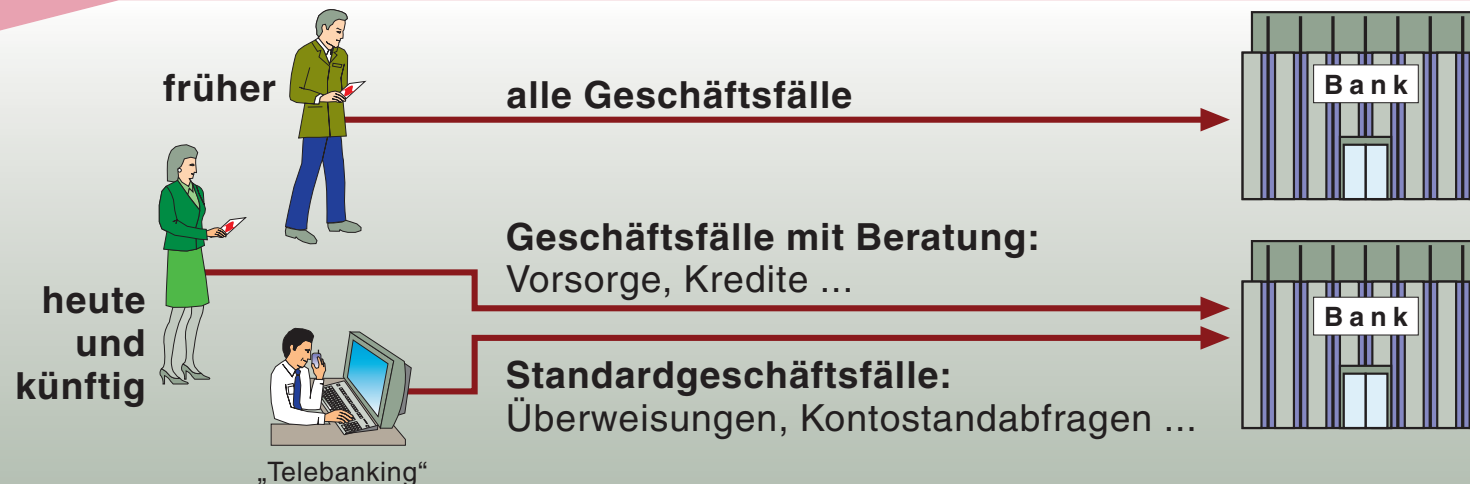 früher
alle Geschäftsfälle
Bank
heute
und
künftig
Geschäftsfälle mit Beratung:
Vorsorge, Kredite ...
Bank
Standardgeschäftsfälle:
Überweisungen, Kontostandabfragen ...
„Telebanking“